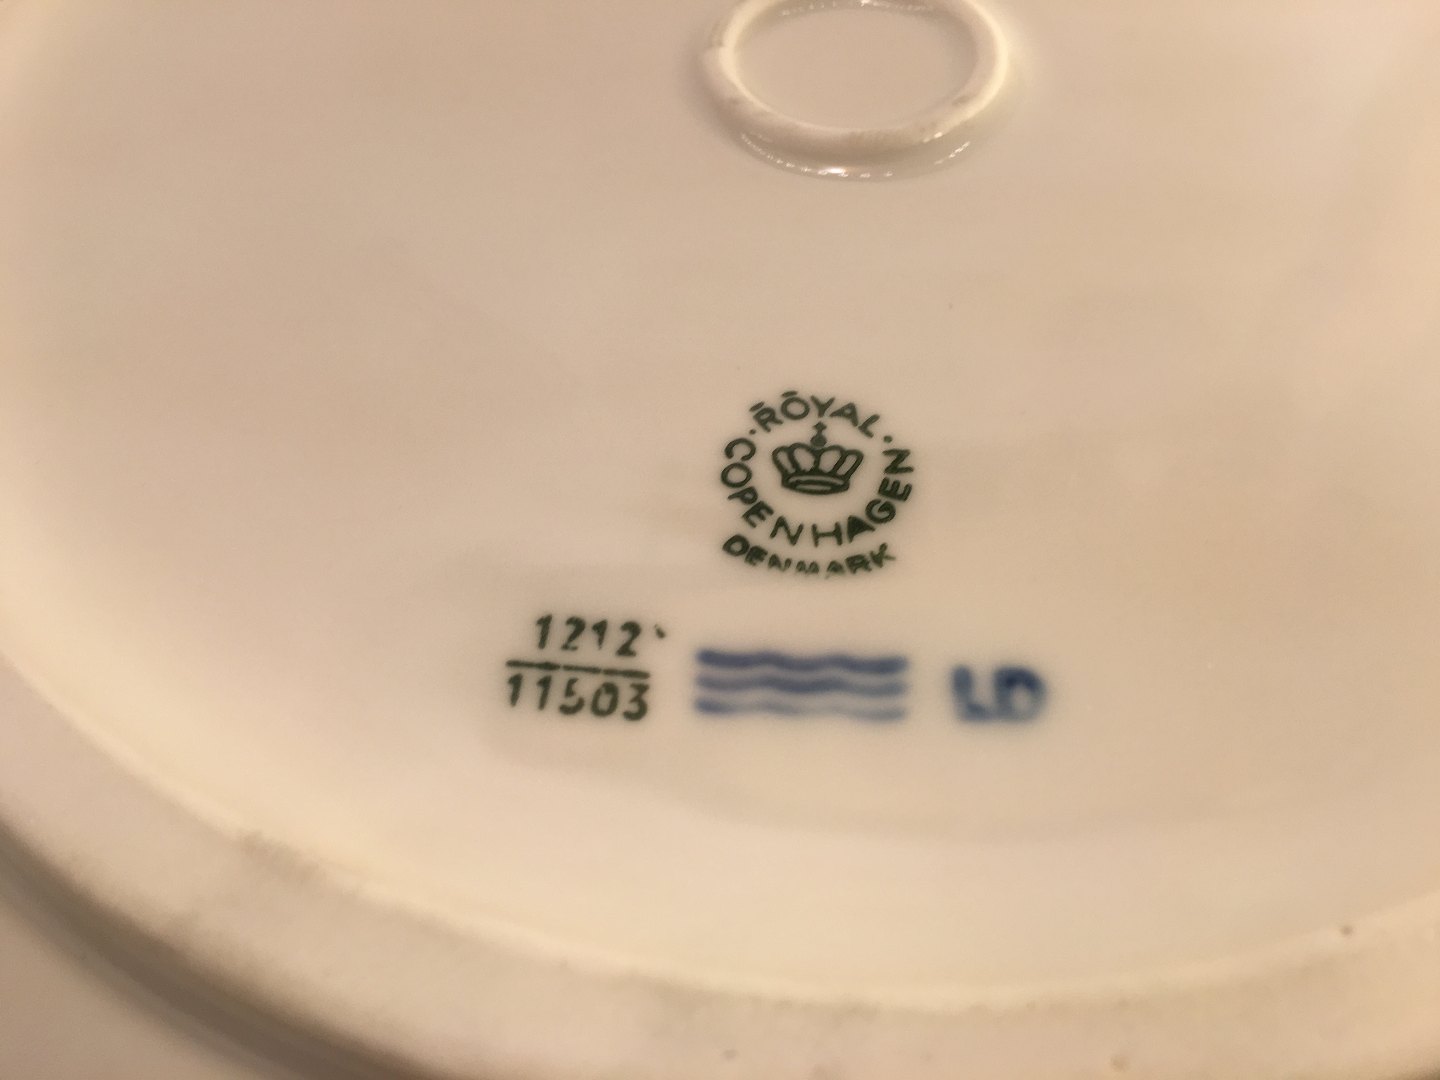 ROYAL
COPENHAGEN
DENMARK
1212
11503
LD